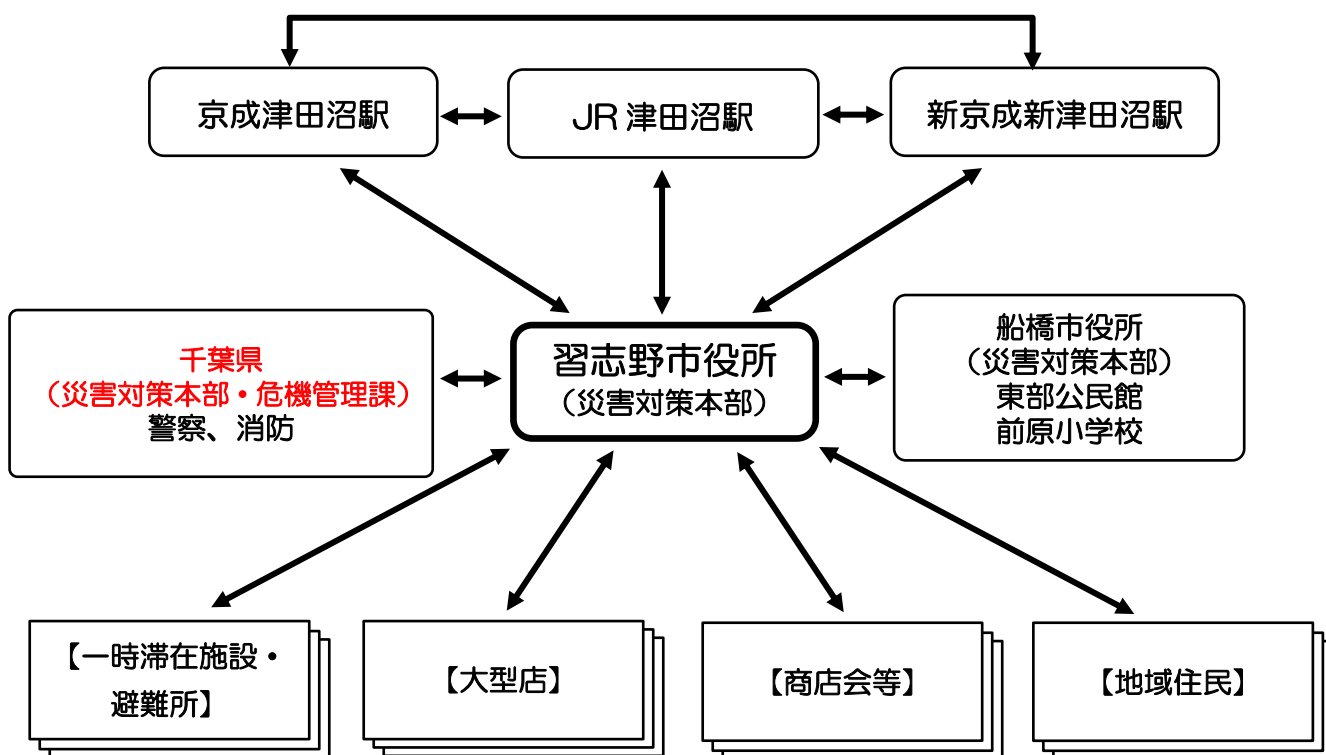 京成津田沼駅
JR 津田沼駅
新京成新津田沼駅
千葉県
（災害対策本部・危機管理課）
警察、消防
習志野市役所
（災害対策本部）
船橋市役所
（災害対策本部）
東部公民館
前原小学校
【一時滞在施設・
避難所】
【大型店】
【商店会等】
【地域住民】